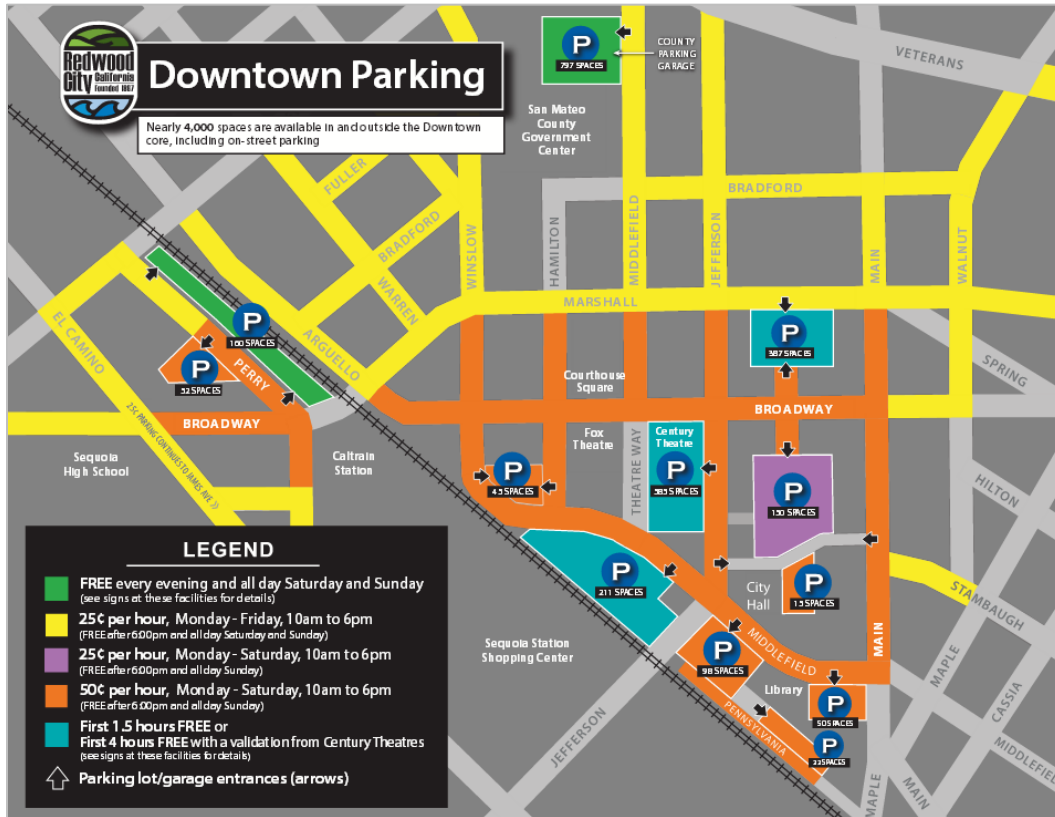 Redwood
City
California
Founded 1867
Downtown Parking
Nearly 4,000 spaces are available in and outside the Downtown
core, including on-street parking
P
797 SPACES
COUNTY
PARKING
GARAGE
San Mateo
County
Government
Center
VETERANS
FULLER
BRADFORD
WINSLOW
HAMILTON
MIDDLEFIELD
JEFFERSON
BRADFORD
MAIN
WALNUT
WARREN
MARSHALL
EL CAMINO
ARGUELLO
P
160 SPACES
P
52 SPACES
PERRY
P
387 SPACES
SPRING
Courthouse
Square
BROADWAY
BROADWAY
25¢ PARKING CONTINUES TO JAMES AVE. >>
Sequoia
High School
Caltrain
Station
Fox
Theatre
THEATRE WAY
Century
Theatre
P
585 SPACES
P
45 SPACES
P
150 SPACES
HILTON
P
211 SPACES
City
Hall
P
15 SPACES
STAMBAUGH
MAIN
MAPLE
CASSIA
Sequoia Station
Shopping Center
P
98 SPACES
MIDDLEFIELD
Library
P
50 SPACES
PENNSYLVANIA
P
33 SPACES
JEFFERSON
MAPLE
MAIN
MIDDLEFIELD
LEGEND
FREE every evening and all day Saturday and Sunday
(see signs at these facilities for details)
25¢ per hour, Monday - Friday, 10am to 6pm
(FREE after 6:00pm and all day Saturday and Sunday)
25¢ per hour, Monday - Saturday, 10am to 6pm
(FREE after 6:00pm and all day Sunday)
50¢ per hour, Monday - Saturday, 10am to 6pm
(FREE after 6:00pm and all day Sunday)
First 1.5 hours FREE or
First 4 hours FREE with a validation from Century Theatres
(see signs at these facilities for details)
Parking lot/garage entrances (arrows)